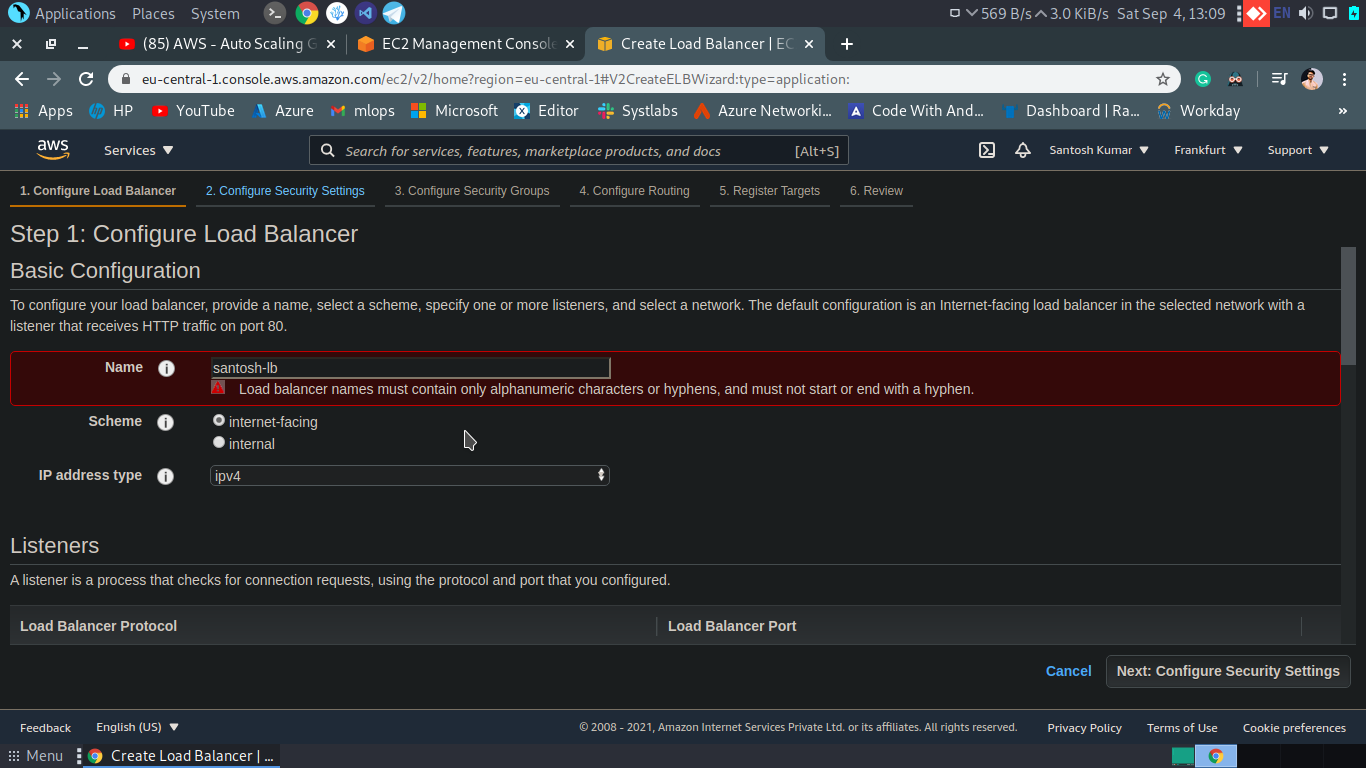 Applications Places System 569 B/s 3.0 KiB/s Sat Sep 4, 13:09 EN
(85) AWS - Auto Scaling G EC2 Management Console Create Load Balancer | EC
eu-central-1.console.aws.amazon.com/ec2/v2/home?region=eu-central-1#V2CreateELBWizard:type=application:
Apps HP YouTube Azure mlops Microsoft Editor Systlabs Azure Networki... Code With And... Dashboard | Ra... Workday »
aws Services Search for services, features, marketplace products, and docs [Alt+S] Santosh Kumar Frankfurt Support
1. Configure Load Balancer 2. Configure Security Settings 3. Configure Security Groups 4. Configure Routing 5. Register Targets 6. Review
Step 1: Configure Load Balancer
Basic Configuration
To configure your load balancer, provide a name, select a scheme, specify one or more listeners, and select a network. The default configuration is an Internet-facing load balancer in the selected network with a
listener that receives HTTP traffic on port 80.
Name i santosh-lb
Load balancer names must contain only alphanumeric characters or hyphens, and must not start or end with a hyphen.
Scheme i internet-facing
internal
IP address type i ipv4
Listeners
A listener is a process that checks for connection requests, using the protocol and port that you configured.
Load Balancer Protocol Load Balancer Port
Cancel Next: Configure Security Settings
Feedback English (US) © 2008 - 2021, Amazon Internet Services Private Ltd. or its affiliates. All rights reserved. Privacy Policy Terms of Use Cookie preferences
Menu Create Load Balancer | ...